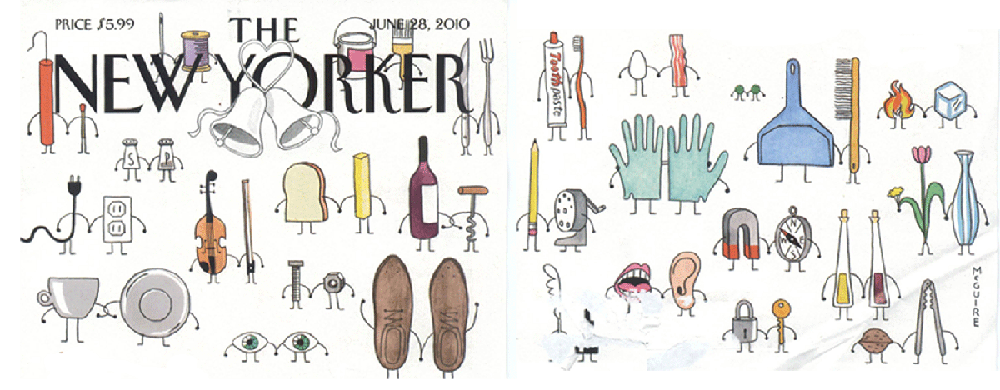 PRICE $5.99
THE
JUNE 28, 2010
NEW YORKER
S P
Tooth paste
N
W E
S
McGUIRE